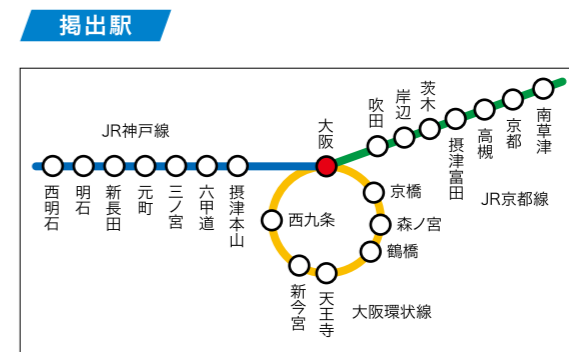 掲出駅
JR神戸線
西明石
明石
新長田
元町
三ノ宮
六甲道
摂津本山
大阪
吹田
岸辺
茨木
摂津富田
高槻
京都
南草津
JR京都線
京橋
森ノ宮
鶴橋
天王寺
新今宮
西九条
大阪環状線